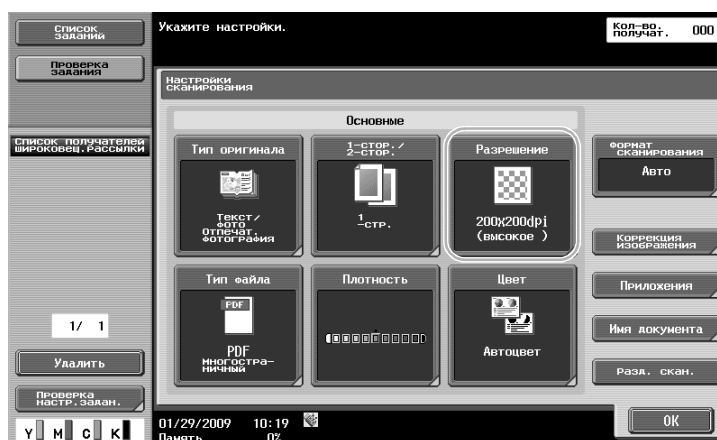 Список
заданий
Проверка
задания
Список получателей
широковещ.рассылки
1/ 1
Удалить
Проверка
настр.задан.
Y M C K
Укажите настройки.
Кол-во.
получат. 000
Настройки
сканирования
Основные
Тип оригинала
Текст/
Фото
Отпечат.
фотография
1-стор./
2-стор.
1
-стр.
Разрешение
200X200dpi
(высокое )
Тип файла
PDF
PDF
Многостра-
ничный
Плотность
Цвет
Автоцвет
Формат
сканирования
Авто
Коррекция
изображения
Приложения
Имя документа
Разд. скан.
01/29/2009 10:19
Память 0%
OK